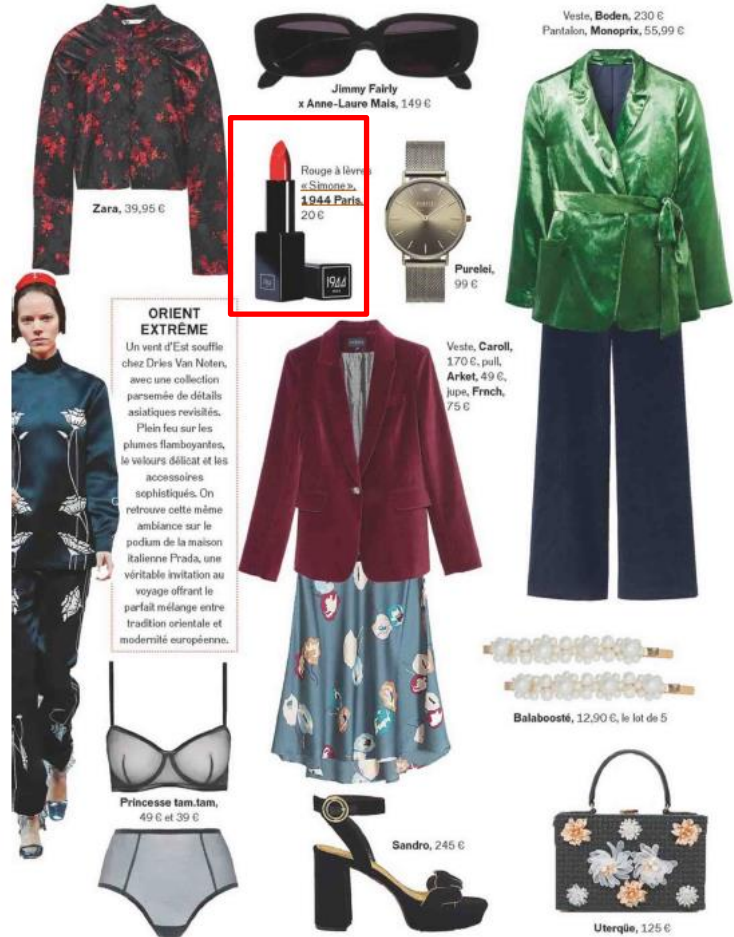 Veste, Boden, 230 €
Pantalon, Monoprix, 55,99 €
Jimmy Fairly
x Anne-Laure Mais, 149 €
Zara, 39,95 €
Rouge à lèvres
« Simone »,
1944 Paris,
20 €
1944
PARIS
Purelei,
99 €
ORIENT
EXTRÊME
Un vent d'Est souffle
chez Dries Van Noten,
avec une collection
parsemée de détails
asiatiques revisités.
Plein feu sur les
plumes flamboyantes,
le velours délicat et les
accessoires
sophistiqués. On
retrouve cette même
ambiance sur le
podium de la maison
italienne Prada, une
véritable invitation au
voyage offrant le
parfait mélange entre
tradition orientale et
modernité européenne.
Veste, Caroll,
170 €, pull,
Arket, 49 €,
jupe, Frnch,
75 €
Balaboosté, 12,90 €, le lot de 5
Princesse tam.tam,
49 € et 39 €
Sandro, 245 €
Uterqüe, 125 €